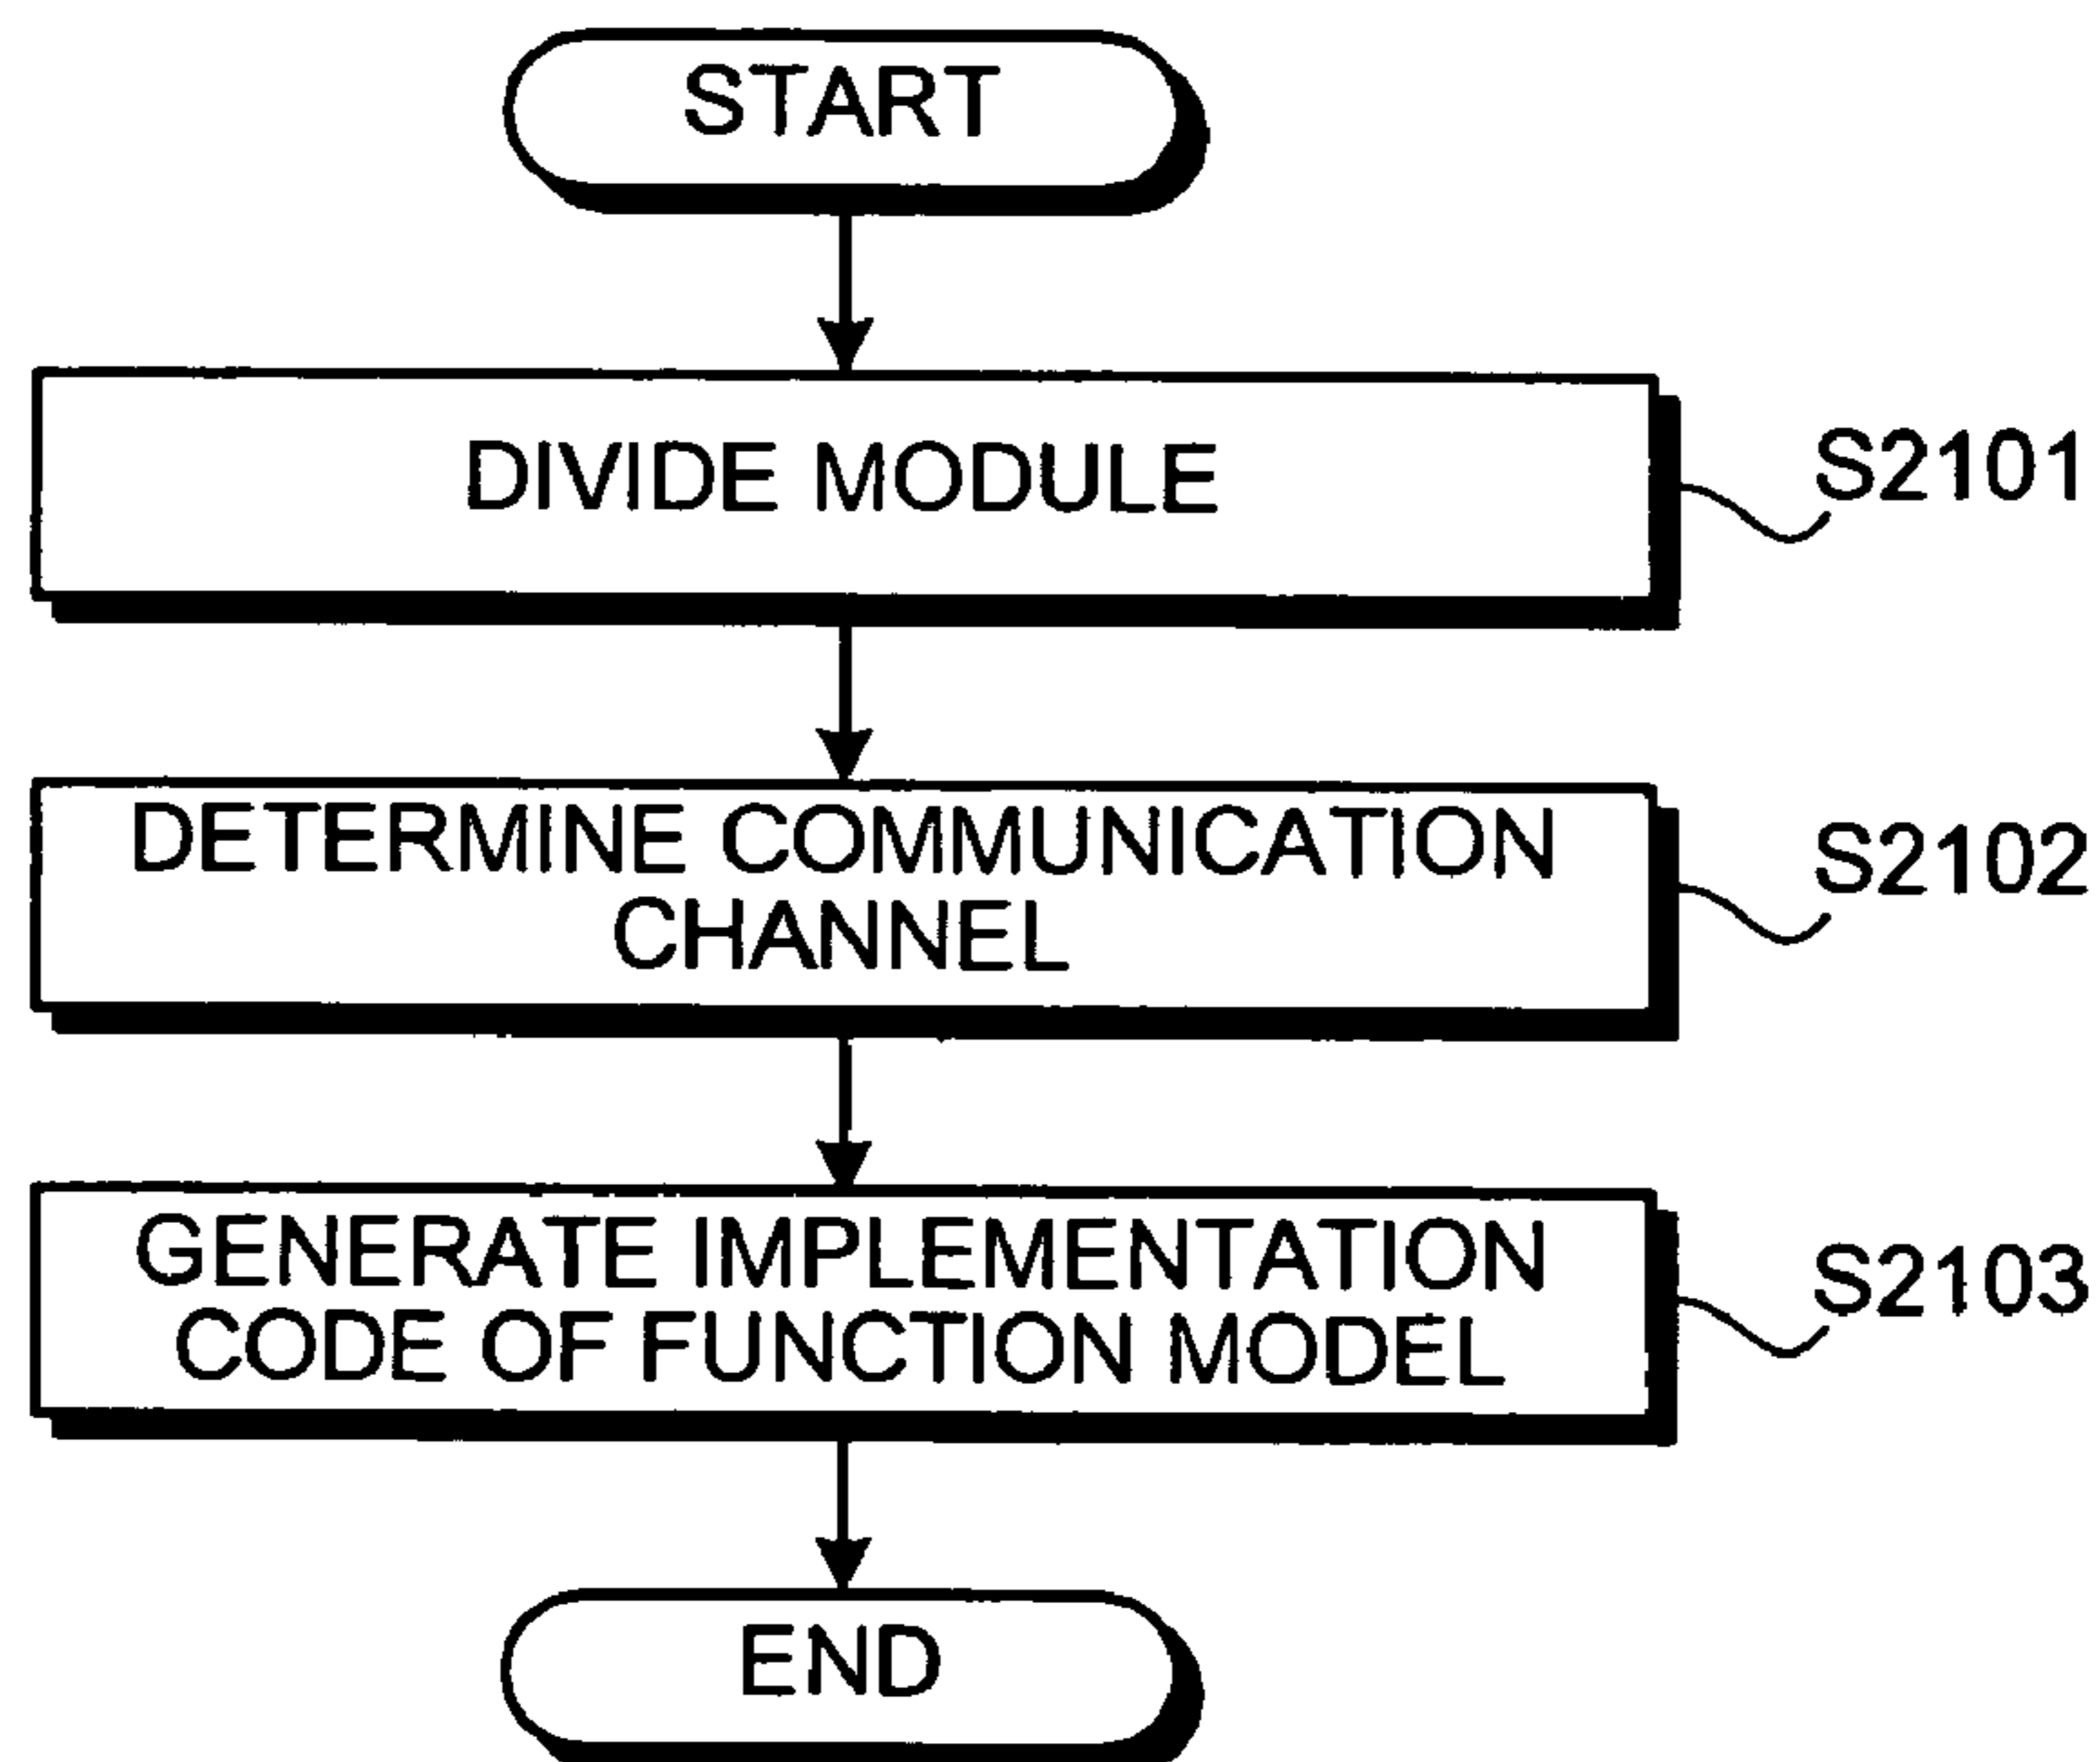 START
DIVIDE MODULE
S2101
DETERMINE COMMUNICATION
CHANNEL
S2102
GENERATE IMPLEMENTATION
CODE OF FUNCTION MODEL
S2103
END